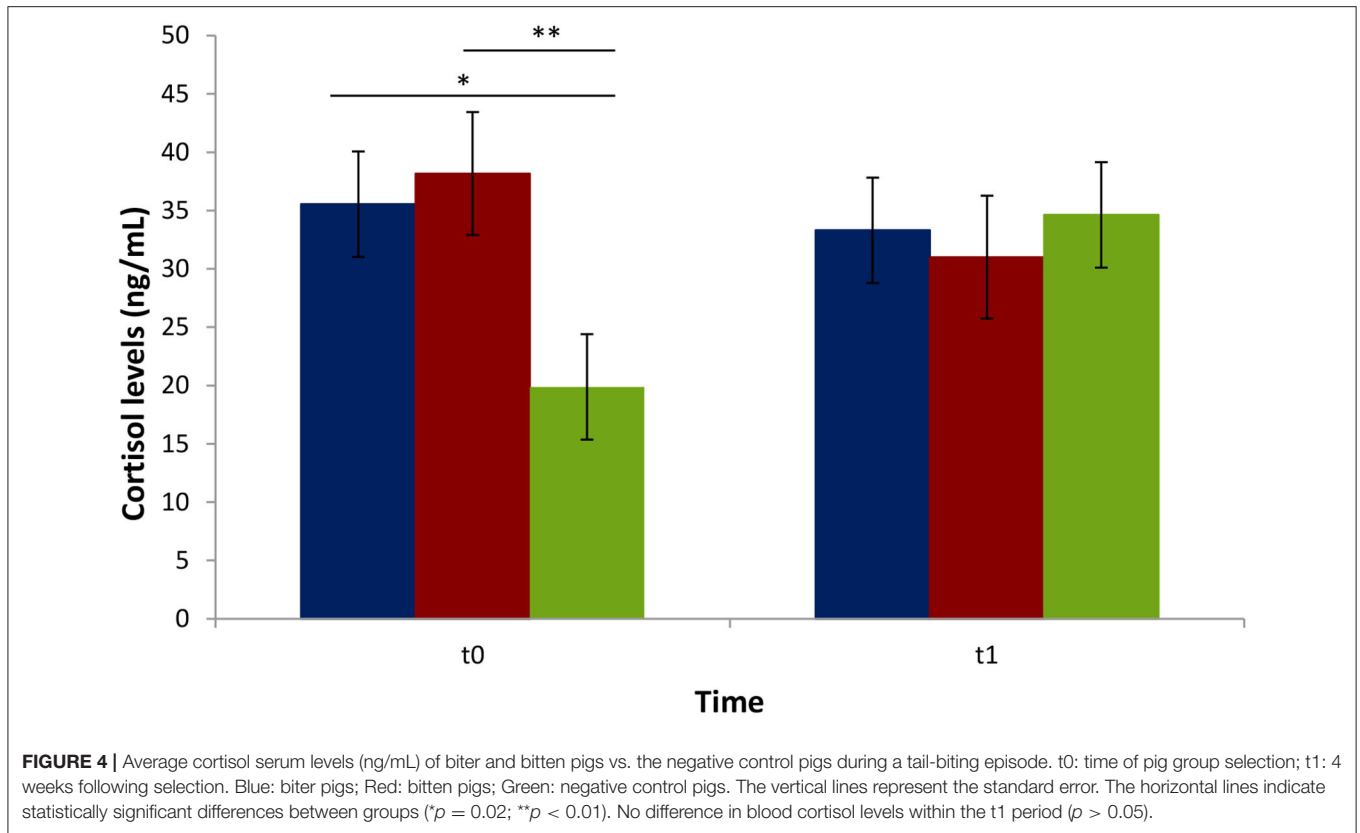 50
**
45
*
40
35
30
25
20
15
10
5
0
Cortisol levels (ng/mL)
t0
t1
Time
FIGURE 4 | Average cortisol serum levels (ng/mL) of biter and bitten pigs vs. the negative control pigs during a tail-biting episode. t0: time of pig group selection; t1: 4
weeks following selection. Blue: biter pigs; Red: bitten pigs; Green: negative control pigs. The vertical lines represent the standard error. The horizontal lines indicate
statistically significant differences between groups (*p = 0.02; **p < 0.01). No difference in blood cortisol levels within the t1 period (p > 0.05).